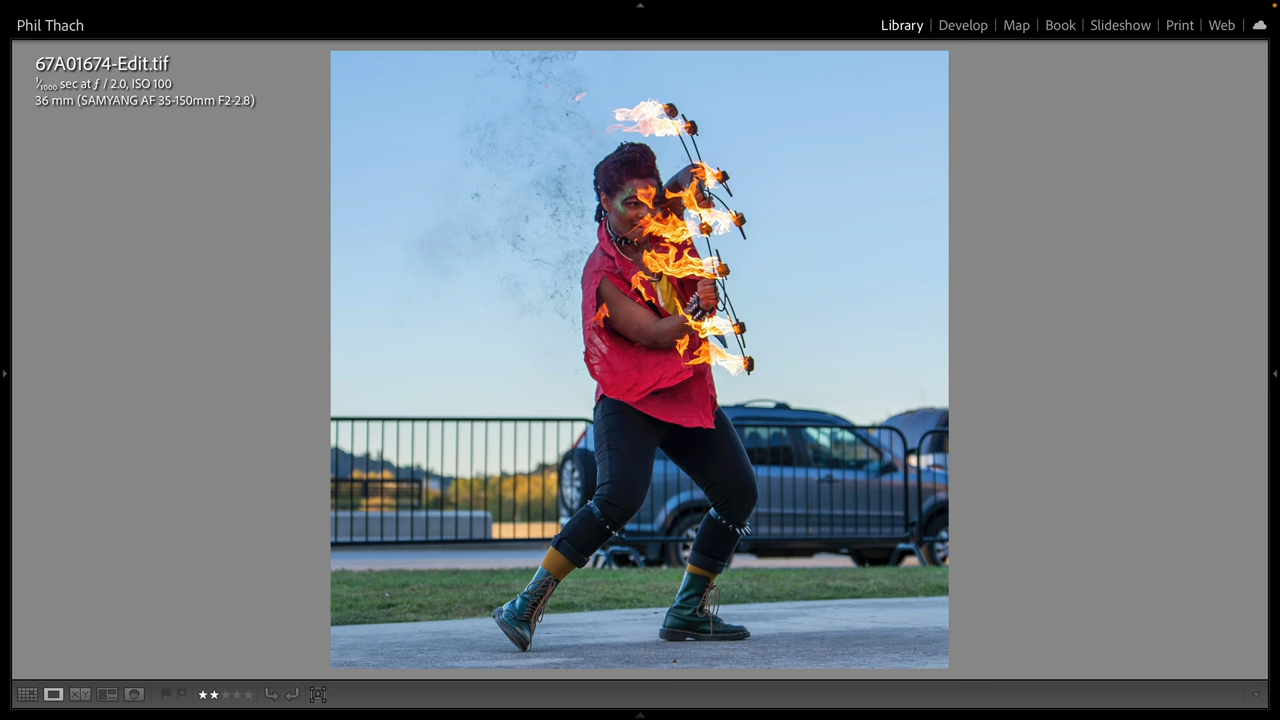 Phil Thach
Library | Develop | Map | Book | Slideshow | Print | Web
67A01674-Edit.tif
1/1000 sec at ƒ / 2.0, ISO 100
36 mm (SAMYANG AF 35-150mm F2-2.8)
XY